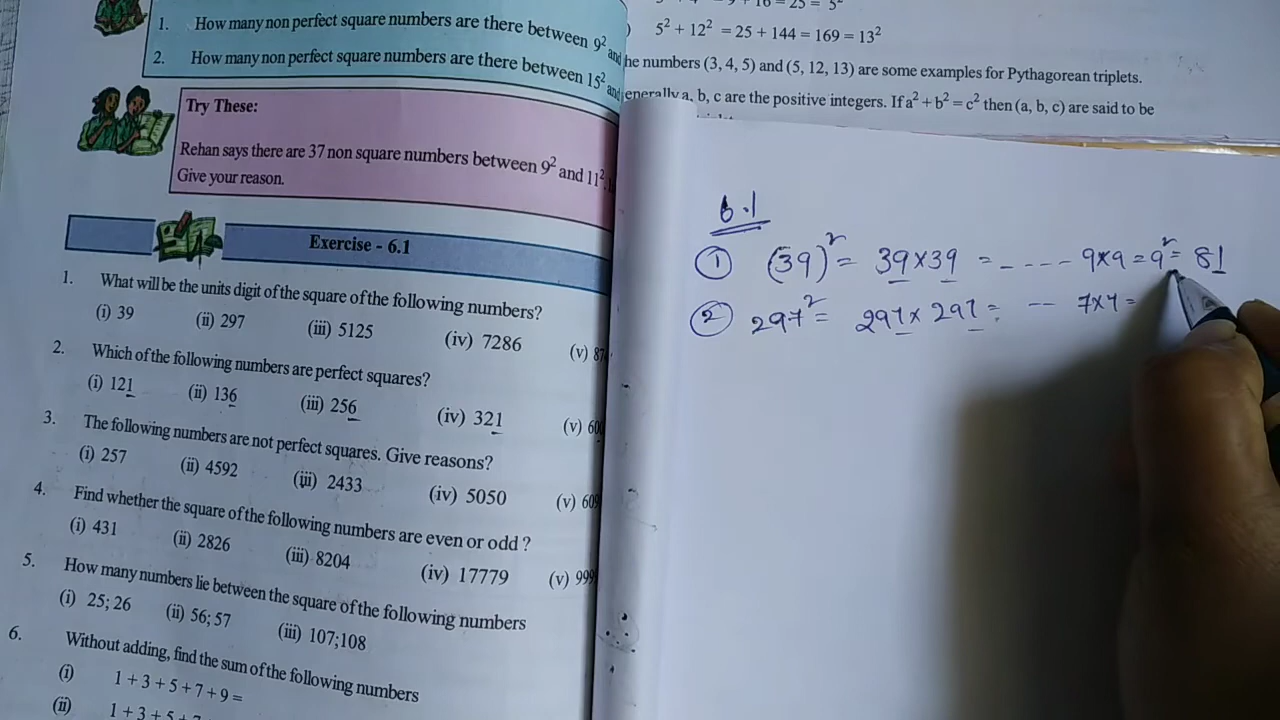 1. How many non perfect square numbers are there between 9² and
2. How many non perfect square numbers are there between 15² and
Try These:
Rehan says there are 37 non square numbers between 9² and 11².
Give your reason.
Exercise - 6.1
1. What will be the units digit of the square of the following numbers?
(i) 39 (ii) 297 (iii) 5125 (iv) 7286 (v) 87
2. Which of the following numbers are perfect squares?
(i) 121 (ii) 136 (iii) 256 (iv) 321 (v) 60
3. The following numbers are not perfect squares. Give reasons?
(i) 257 (ii) 4592 (iii) 2433 (iv) 5050 (v) 60
4. Find whether the square of the following numbers are even or odd ?
(i) 431 (ii) 2826 (iii) 8204 (iv) 17779 (v) 999
5. How many numbers lie between the square of the following numbers
(i) 25; 26 (ii) 56; 57 (iii) 107;108
6. Without adding, find the sum of the following numbers
(i) 1 + 3 + 5 + 7 + 9 =
(ii) 1 + 3 + 5 +
= 25 = 5²
5² + 12² = 25 + 144 = 169 = 13²
he numbers (3, 4, 5) and (5, 12, 13) are some examples for Pythagorean triplets.
enerally a, b, c are the positive integers. If a² + b² = c² then (a, b, c) are said to be
6.1
① (39)² = 39×39 = - - - - - 9×9 = 9² = 81
② 297² = 297 × 297 = -- 7×7 =